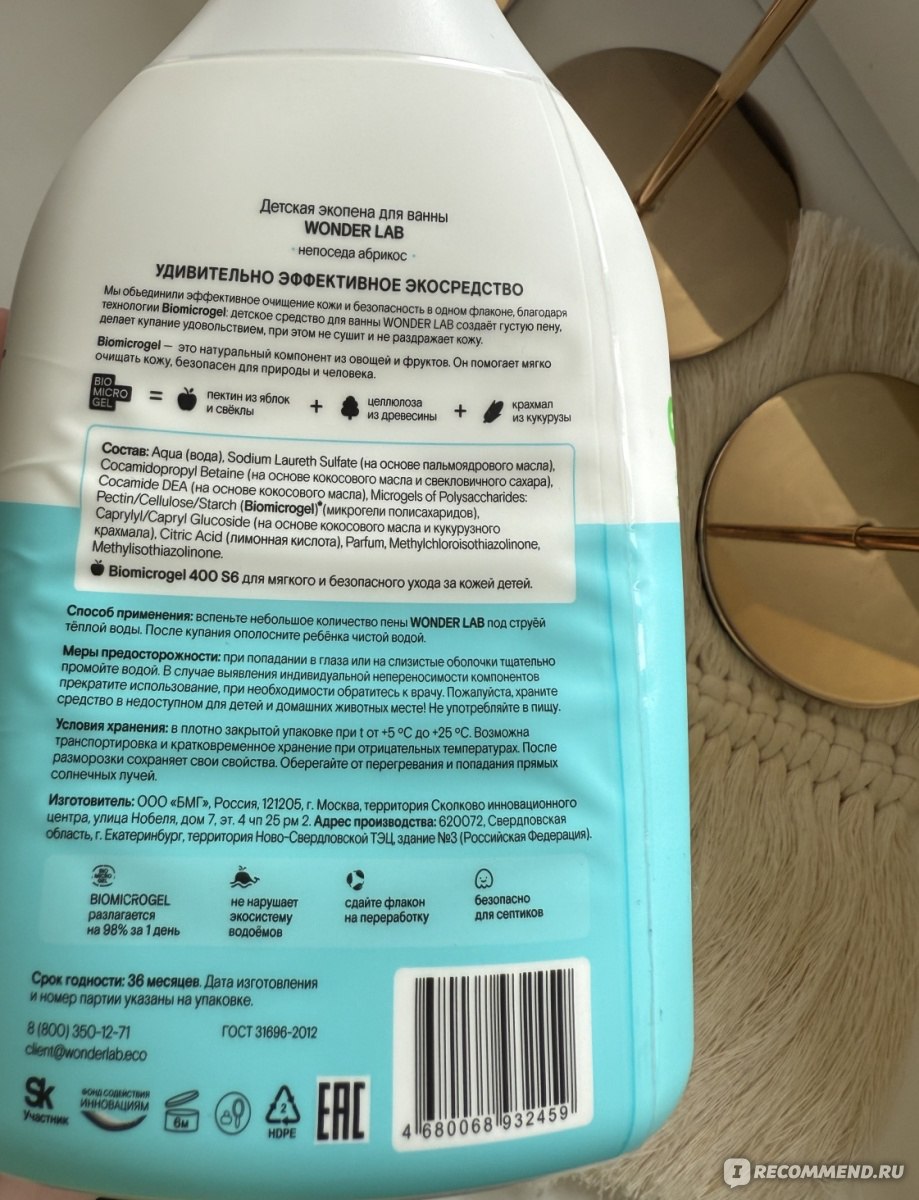 Детская экопена для ванны
WONDER LAB
• непоседа абрикос •
УДИВИТЕЛЬНО ЭФФЕКТИВНОЕ ЭКОСРЕДСТВО
Мы объединили эффективное очищение кожи и безопасность в одном флаконе, благодаря
технологии Biomicrogel: детское средство для ванны WONDER LAB создаёт густую пену,
делает купание удовольствием, при этом не сушит и не раздражает кожу.
Biomicrogel — это натуральный компонент из овощей и фруктов. Он помогает мягко
очищать кожу, безопасен для природы и человека.
BIO
MICRO
GEL
=
пектин из яблок
и свёклы
+
целлюлоза
из древесины
+
крахмал
из кукурузы
Состав: Aqua (вода), Sodium Laureth Sulfate (на основе пальмоядрового масла),
Cocamidopropyl Betaine (на основе кокосового масла и свекловичного сахара),
Cocamide DEA (на основе кокосового масла), Microgels of Polysaccharides:
Pectin/Cellulose/Starch (Biomicrogel)*(микрогели полисахаридов),
Caprylyl/Capryl Glucoside (на основе кокосового масла и кукурузного
крахмала), Citric Acid (лимонная кислота), Parfum, Methylchloroisothiazolinone,
Methylisothiazolinone.
Biomicrogel 400 S6 для мягкого и безопасного ухода за кожей детей.
Способ применения: вспеньте небольшое количество пены WONDER LAB под струёй
тёплой воды. После купания ополосните ребёнка чистой водой.
Меры предосторожности: при попадании в глаза или на слизистые оболочки тщательно
промойте водой. В случае выявления индивидуальной непереносимости компонентов
прекратите использование, при необходимости обратитесь к врачу. Пожалуйста, храните
средство в недоступном для детей и домашних животных месте! Не употребляйте в пищу.
Условия хранения: в плотно закрытой упаковке при t от +5 ºC до +25 ºC. Возможна
транспортировка и кратковременное хранение при отрицательных температурах. После
разморозки сохраняет свои свойства. Оберегайте от перегревания и попадания прямых
солнечных лучей.
Изготовитель: ООО «БМГ», Россия, 121205, г. Москва, территория Сколково инновационного
центра, улица Нобеля, дом 7, эт. 4 чп 25 рм 2. Адрес производства: 620072, Свердловская
область, г. Екатеринбург, территория Ново-Свердловской ТЭЦ, здание №3 (Российская Федерация).
BIO
MICRO
GEL
BIOMICROGEL
разлагается
на 98% за 1 день
не нарушает
экосистему
водоёмов
сдайте флакон
на переработку
безопасно
для септиков
Срок годности: 36 месяцев. Дата изготовления
и номер партии указаны на упаковке.
8 (800) 350-12-71
ГОСТ 31696-2012
client@wonderlab.eco
Sk
Участник
ФОНД СОДЕЙСТВИЯ
ИННОВАЦИЯМ
6м
2
HDPE
EAC
4 680068 932459
IRECOMMEND.RU